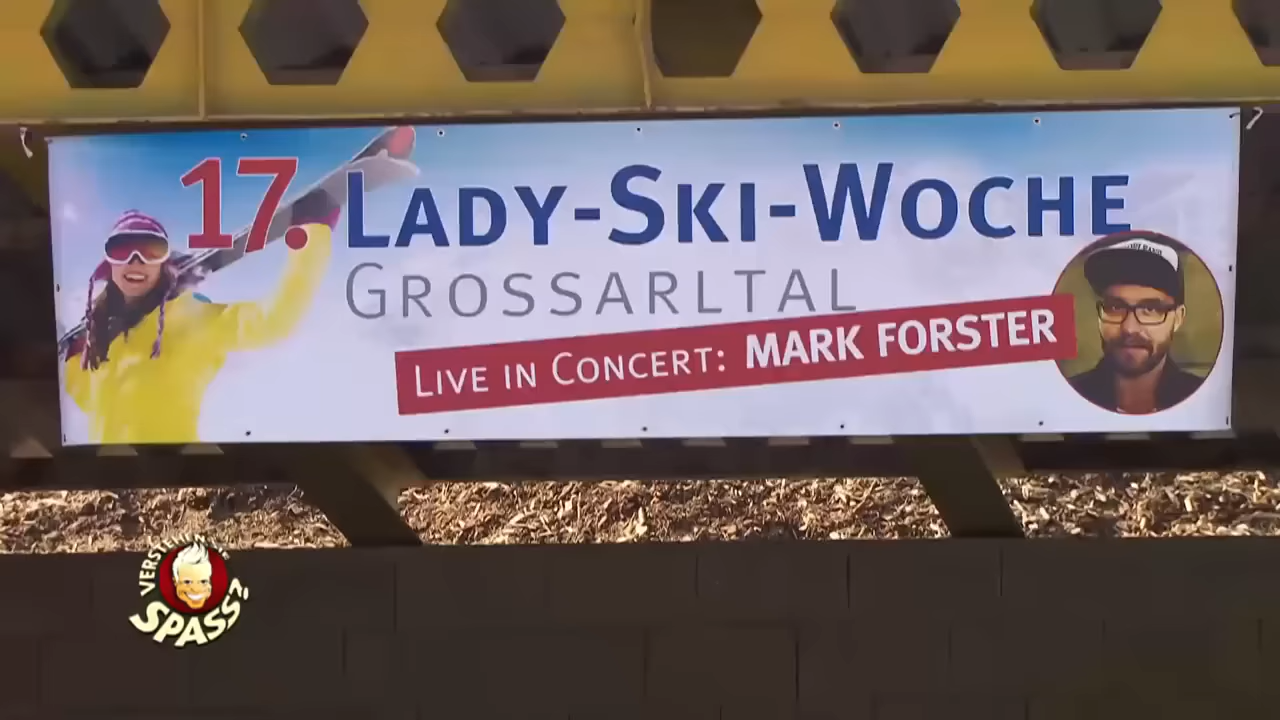 17. LADY-SKI-WOCHE
GROSSARLTAL
LIVE IN CONCERT: MARK FORSTER
VERSTEHEN SIE
SPASS?